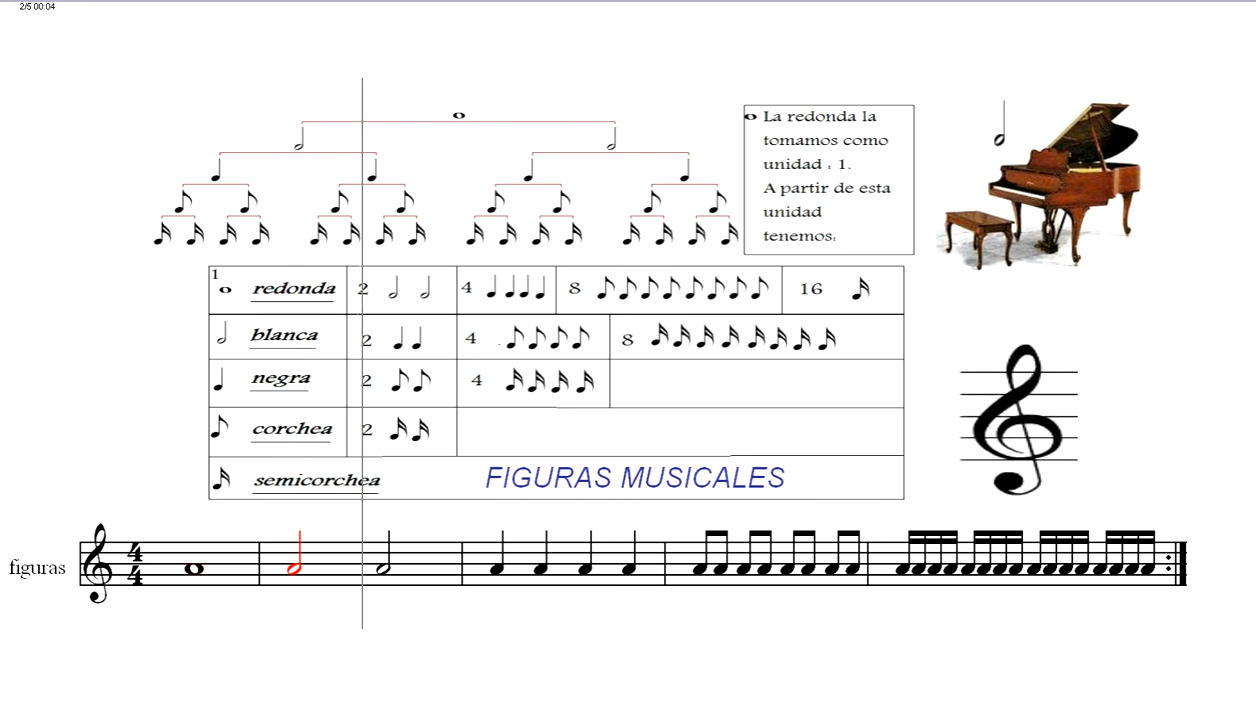 2/5 00:04
La redonda la
tomamos como
unidad : 1.
A partir de esta
unidad
tenemos:
1 redonda 2 4 8 16
blanca 2 4 8
negra 2 4
corchea 2
semicorchea
FIGURAS MUSICALES
figuras 4/4